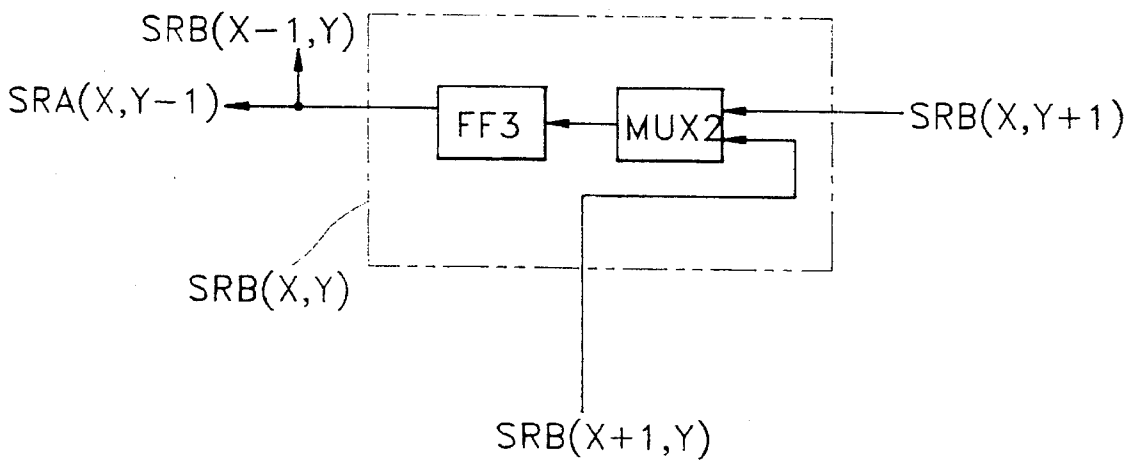 SRB(X-1,Y)
SRA(X,Y-1)
FF3
MUX2
SRB(X,Y+1)
SRB(X,Y)
SRB(X+1,Y)